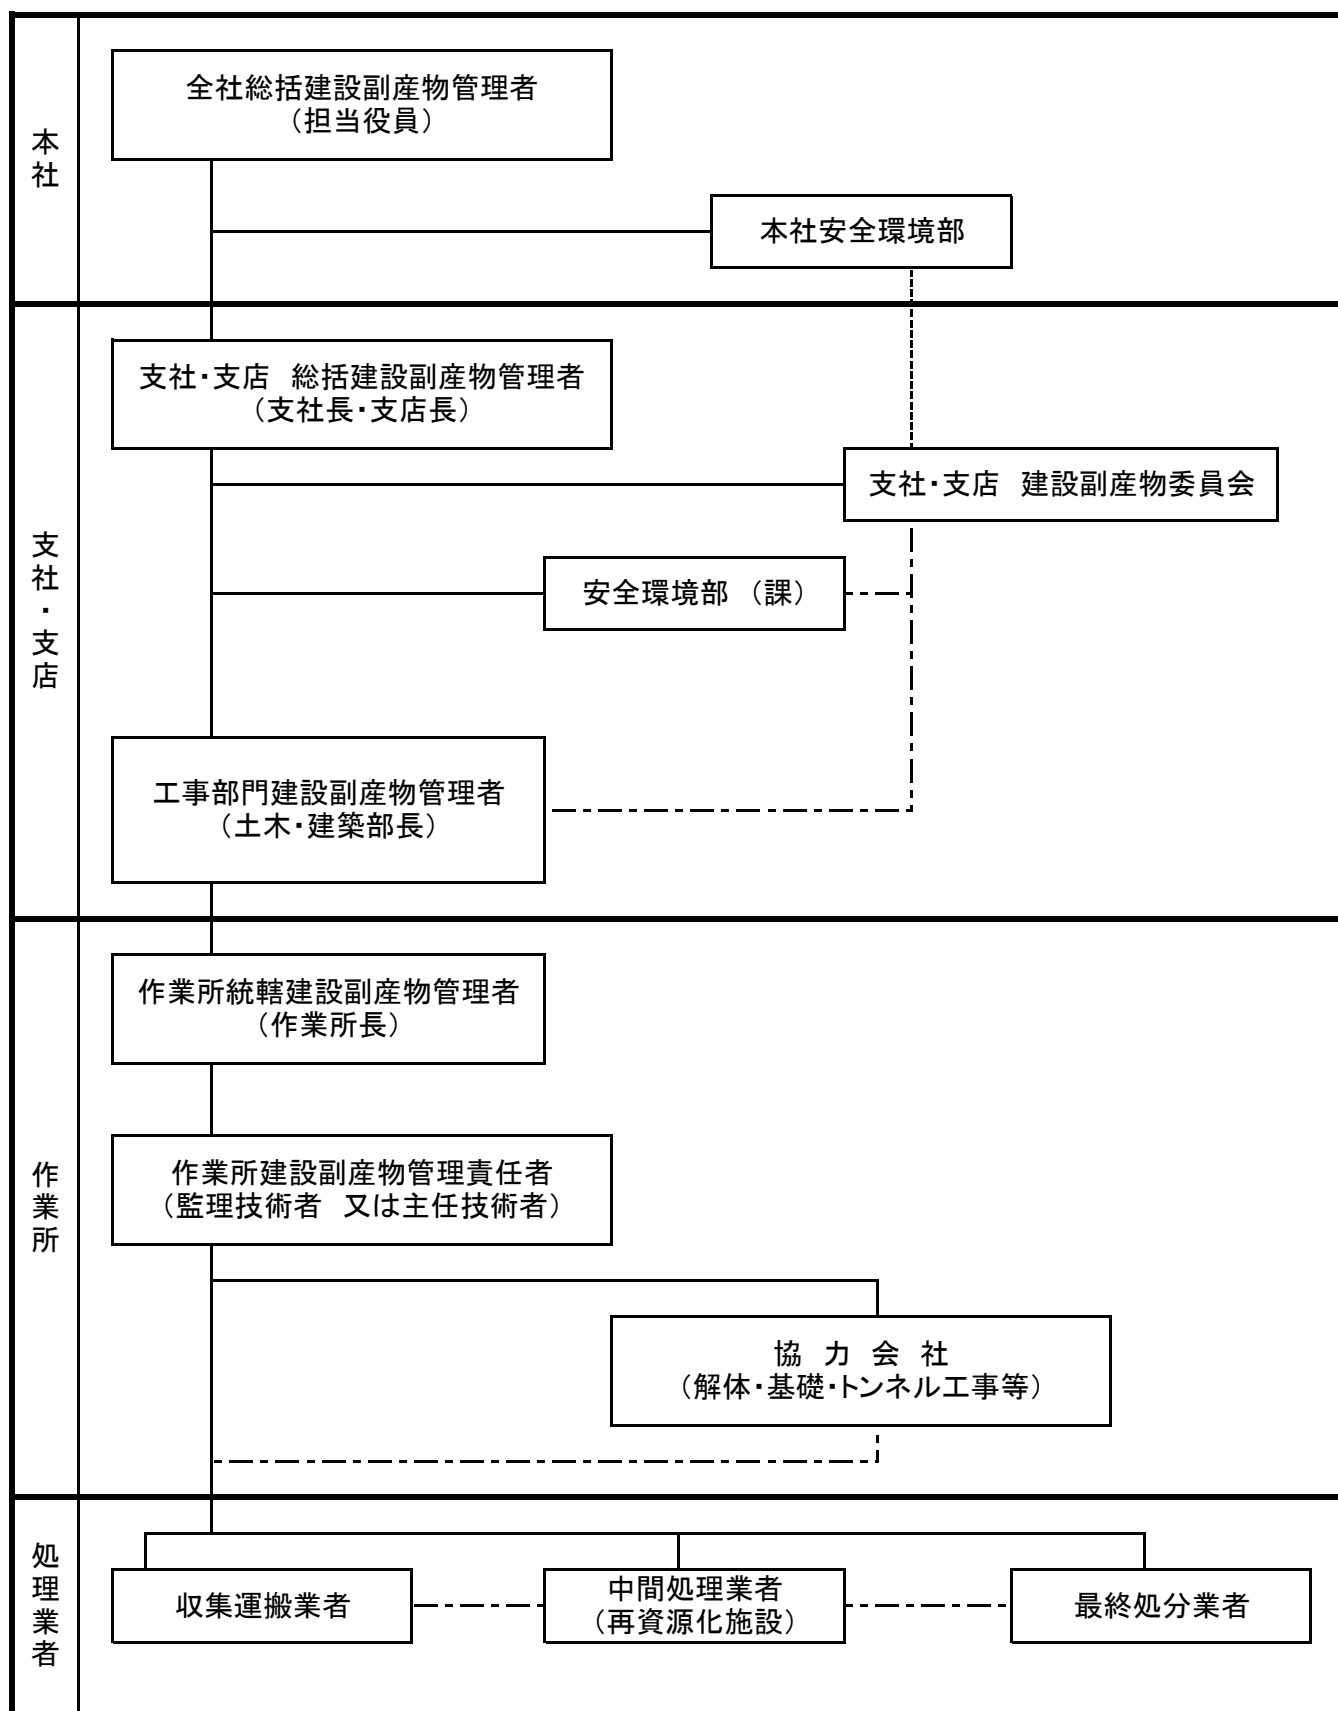 本社
全社総括建設副産物管理者
（担当役員）
本社安全環境部
支社・支店
支社・支店　総括建設副産物管理者
（支社長・支店長）
支社・支店　建設副産物委員会
安全環境部（課）
工事部門建設副産物管理者
（土木・建築部長）
作業所
作業所統轄建設副産物管理者
（作業所長）
作業所建設副産物管理責任者
（監理技術者　又は主任技術者）
協　力　会　社
（解体・基礎・トンネル工事等）
処理業者
収集運搬業者
中間処理業者
（再資源化施設）
最終処分業者